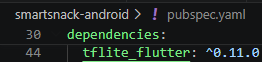 smartsnack-android > ! pubspec.yaml
30 dependencies:
44 tflite_flutter: ^0.11.0